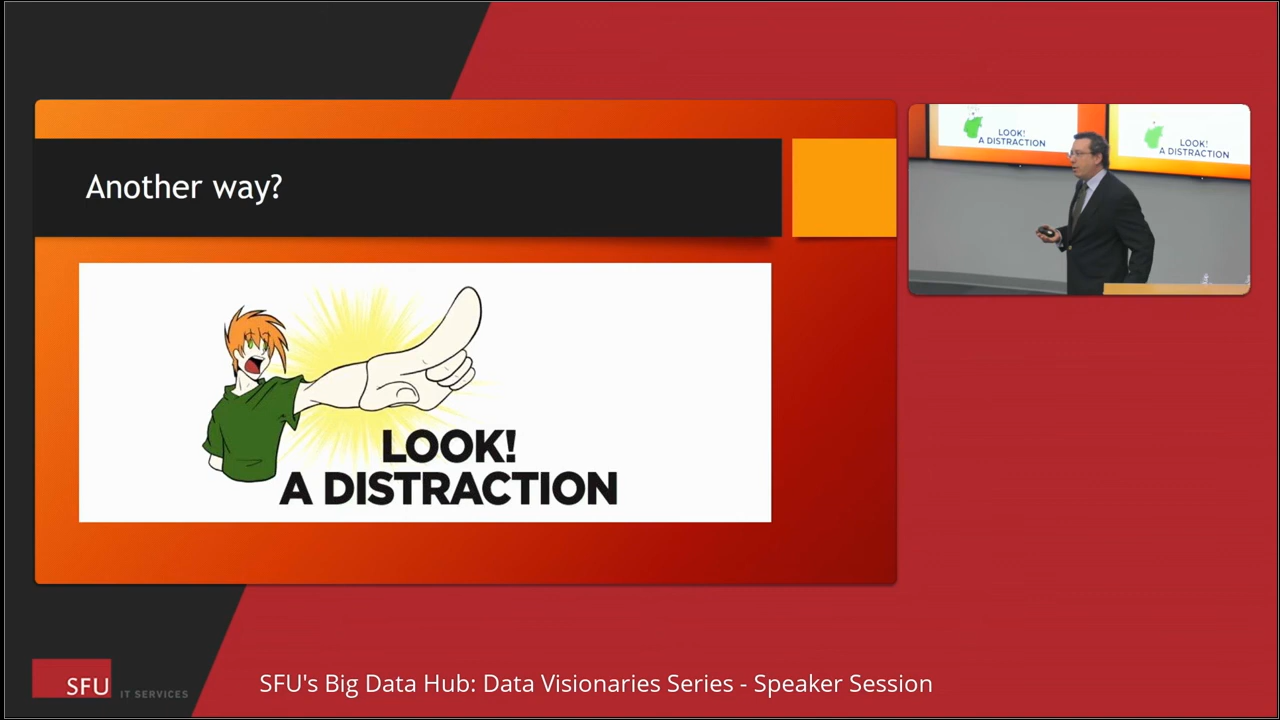 Another way?
LOOK!
A DISTRACTION
LOOK!
A DISTRACTION
LOOK!
A DISTRACTION
SFU IT SERVICES
SFU's Big Data Hub: Data Visionaries Series - Speaker Session